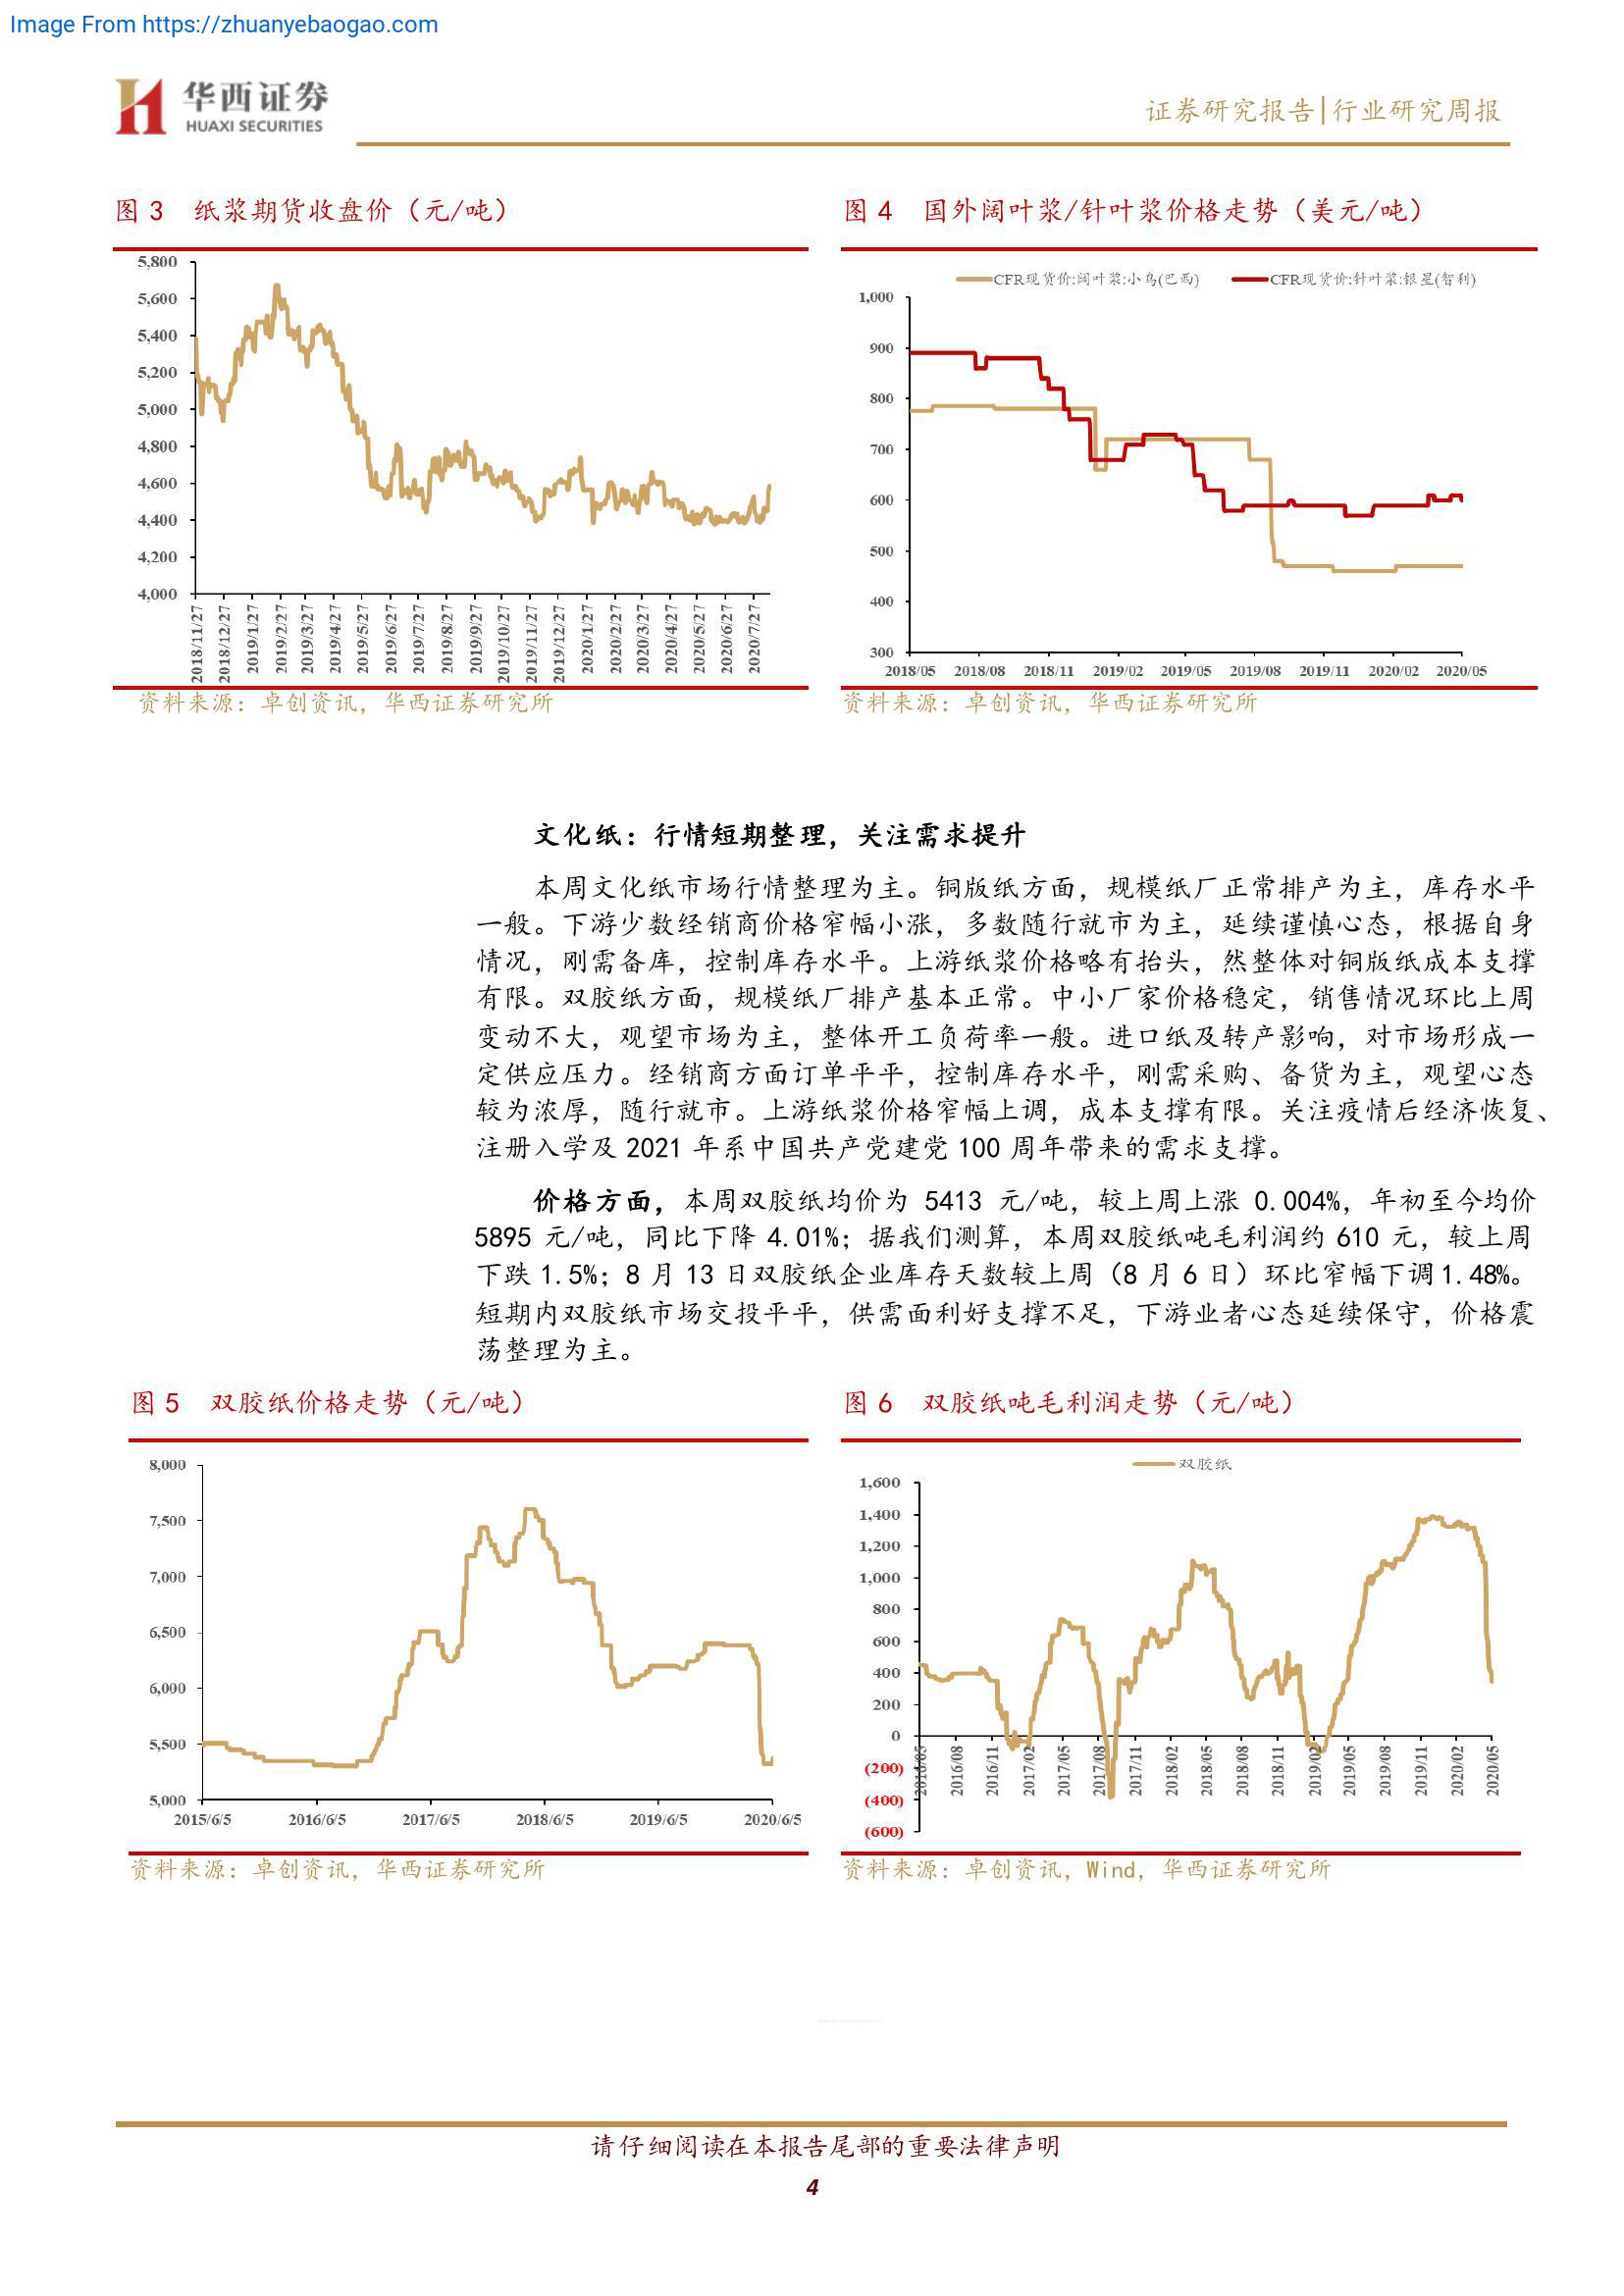 Image From https://zhuanyebaogao.com
华西证券
HUAXI SECURITIES
证券研究报告|行业研究周报
图 3 纸浆期货收盘价（元/吨）
图 4 国外阔叶浆/针叶浆价格走势（美元/吨）
5,800
5,600
5,400
5,200
5,000
4,800
4,600
4,400
4,200
4,000
2018/11/27
2018/12/27
2019/1/27
2019/2/27
2019/3/27
2019/4/27
2019/5/27
2019/6/27
2019/7/27
2019/8/27
2019/9/27
2019/10/27
2019/11/27
2019/12/27
2020/1/27
2020/2/27
2020/3/27
2020/4/27
2020/5/27
2020/6/27
2020/7/27
CFR现货价:阔叶浆:小鸟(巴西) CFR现货价:针叶浆:银星(智利)
1,000
900
800
700
600
500
400
300
2018/05 2018/08 2018/11 2019/02 2019/05 2019/08 2019/11 2020/02 2020/05
资料来源：卓创资讯，华西证券研究所
资料来源：卓创资讯，华西证券研究所
文化纸：行情短期整理，关注需求提升
本周文化纸市场行情整理为主。铜版纸方面，规模纸厂正常排产为主，库存水平
一般。下游少数经销商价格窄幅小涨，多数随行就市为主，延续谨慎心态，根据自身
情况，刚需备库，控制库存水平。上游纸浆价格略有抬头，然整体对铜版纸成本支撑
有限。双胶纸方面，规模纸厂排产基本正常。中小厂家价格稳定，销售情况环比上周
变动不大，观望市场为主，整体开工负荷率一般。进口纸及转产影响，对市场形成一
定供应压力。经销商方面订单平平，控制库存水平，刚需采购、备货为主，观望心态
较为浓厚，随行就市。上游纸浆价格窄幅上调，成本支撑有限。关注疫情后经济恢复、
注册入学及 2021 年系中国共产党建党 100 周年带来的需求支撑。
价格方面，本周双胶纸均价为 5413 元/吨，较上周上涨 0.004%，年初至今均价
5895 元/吨，同比下降 4.01%；据我们测算，本周双胶纸吨毛利润约 610 元，较上周
下跌 1.5%；8 月 13 日双胶纸企业库存天数较上周（8 月 6 日）环比窄幅下调 1.48%。
短期内双胶纸市场交投平平，供需面利好支撑不足，下游业者心态延续保守，价格震
荡整理为主。
图 5 双胶纸价格走势（元/吨）
图 6 双胶纸吨毛利润走势（元/吨）
8,000
7,500
7,000
6,500
6,000
5,500
5,000
2015/6/5 2016/6/5 2017/6/5 2018/6/5 2019/6/5 2020/6/5
双胶纸
1,600
1,400
1,200
1,000
800
600
400
200
0
(200)
(400)
(600)
2016/05
2016/08
2016/11
2017/02
2017/05
2017/08
2017/11
2018/02
2018/05
2018/08
2018/11
2019/02
2019/05
2019/08
2019/11
2020/02
2020/05
资料来源：卓创资讯，华西证券研究所
资料来源：卓创资讯，Wind，华西证券研究所
请仔细阅读在本报告尾部的重要法律声明
4